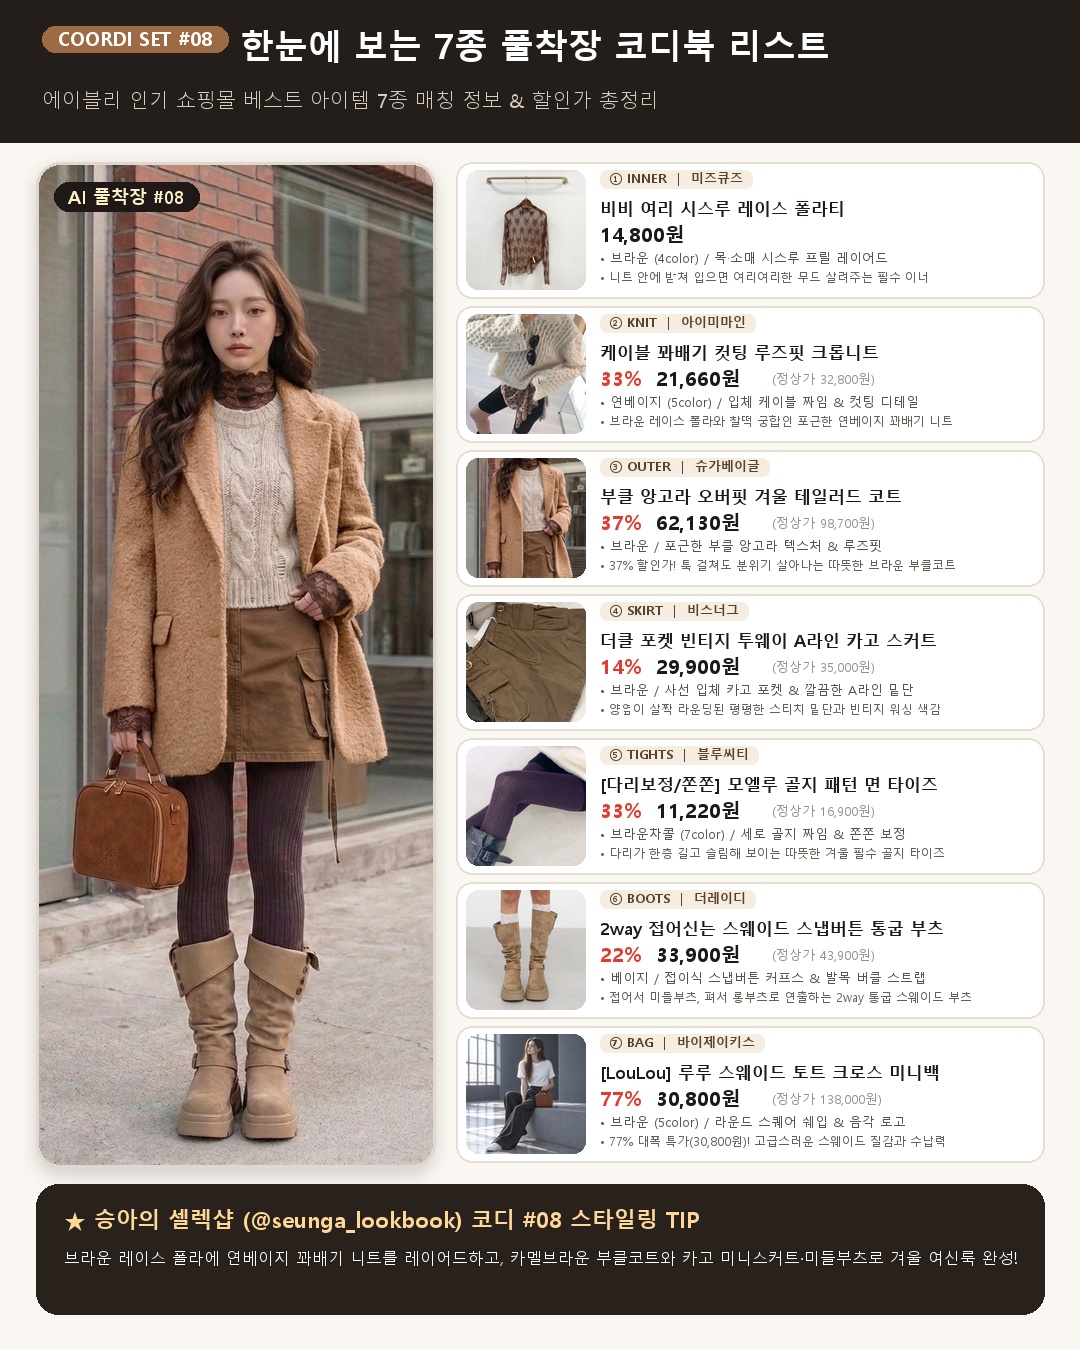 COORDI SET #08
한눈에 보는 7종 풀착장 코디북 리스트
에이블리 인기 쇼핑몰 베스트 아이템 7종 매칭 정보 & 할인가 총정리
AI 풀착장 #08
① INNER | 미즈큐즈
비비 여리 시스루 레이스 폴라티
14,800원
• 브라운 (4color) / 목·소매 시스루 프릴 레이어드
• 니트 안에 받쳐 입으면 여리여리한 무드 살려주는 필수 이너
② KNIT | 아이미마인
케이블 꽈배기 컷팅 루즈핏 크롭니트
33% 21,660원 (정상가 32,800원)
• 연베이지 (5color) / 입체 케이블 짜임 & 컷팅 디테일
• 브라운 레이스 폴라와 찰떡 궁합인 포근한 연베이지 꽈배기 니트
③ OUTER | 슈가베이글
부클 앙고라 오버핏 겨울 테일러드 코트
37% 62,130원 (정상가 98,700원)
• 브라운 / 포근한 부클 앙고라 텍스처 & 루즈핏
• 37% 할인가! 툭 걸쳐도 분위기 살아나는 따뜻한 브라운 부클코트
④ SKIRT | 비스너그
더클 포켓 빈티지 투웨이 A라인 카고 스커트
14% 29,900원 (정상가 35,000원)
• 브라운 / 사선 입체 카고 포켓 & 깔끔한 A라인 밑단
• 양옆이 살짝 라운딩된 평평한 스티치 밑단과 빈티지 워싱 색감
⑤ TIGHTS | 블루씨티
[다리보정/쫀쫀] 모엘루 골지 패턴 면 타이즈
33% 11,220원 (정상가 16,900원)
• 브라운차콜 (7color) / 세로 골지 짜임 & 쫀쫀 보정
• 다리가 한층 길고 슬림해 보이는 따뜻한 겨울 필수 골지 타이즈
⑥ BOOTS | 더레이디
2way 접어신는 스웨이드 스냅버튼 통굽 부츠
22% 33,900원 (정상가 43,900원)
• 베이지 / 접이식 스냅버튼 커프스 & 발목 버클 스트랩
• 접어서 미들부츠, 펴서 롱부츠로 연출하는 2way 통굽 스웨이드 부츠
⑦ BAG | 바이제이키스
[LouLou] 루루 스웨이드 토트 크로스 미니백
77% 30,800원 (정상가 138,000원)
• 브라운 (5color) / 라운드 스퀘어 쉐입 & 음각 로고
• 77% 대폭 특가(30,800원)! 고급스러운 스웨이드 질감과 수납력
★ 승아의 셀렉샵 (@seunga_lookbook) 코디 #08 스타일링 TIP
브라운 레이스 폴라에 연베이지 꽈배기 니트를 레이어드하고, 카멜브라운 부클코트와 카고 미니스커트·미들부츠로 겨울 여신룩 완성!